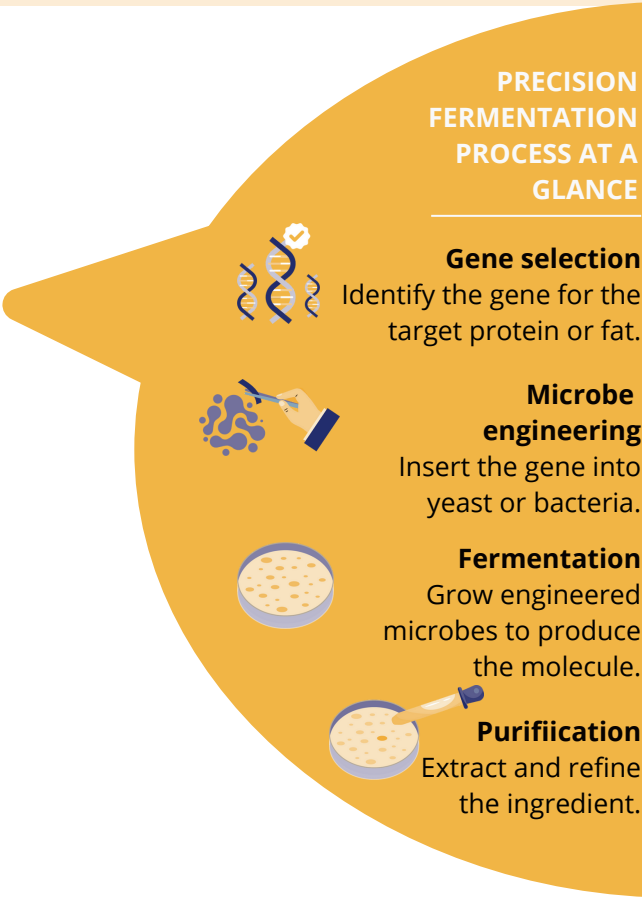 PRECISION
FERMENTATION
PROCESS AT A
GLANCE
Gene selection
Identify the gene for the
target protein or fat.
Microbe
engineering
Insert the gene into
yeast or bacteria.
Fermentation
Grow engineered
microbes to produce
the molecule.
Purifiication
Extract and refine
the ingredient.